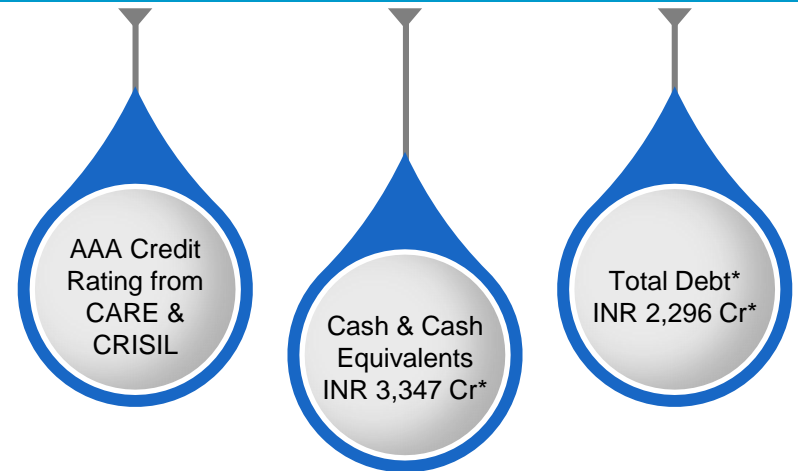 AAA Credit
Rating from
CARE &
CRISIL
Cash & Cash
Equivalents
INR 3,347 Cr*
Total Debt*
INR 2,296 Cr*